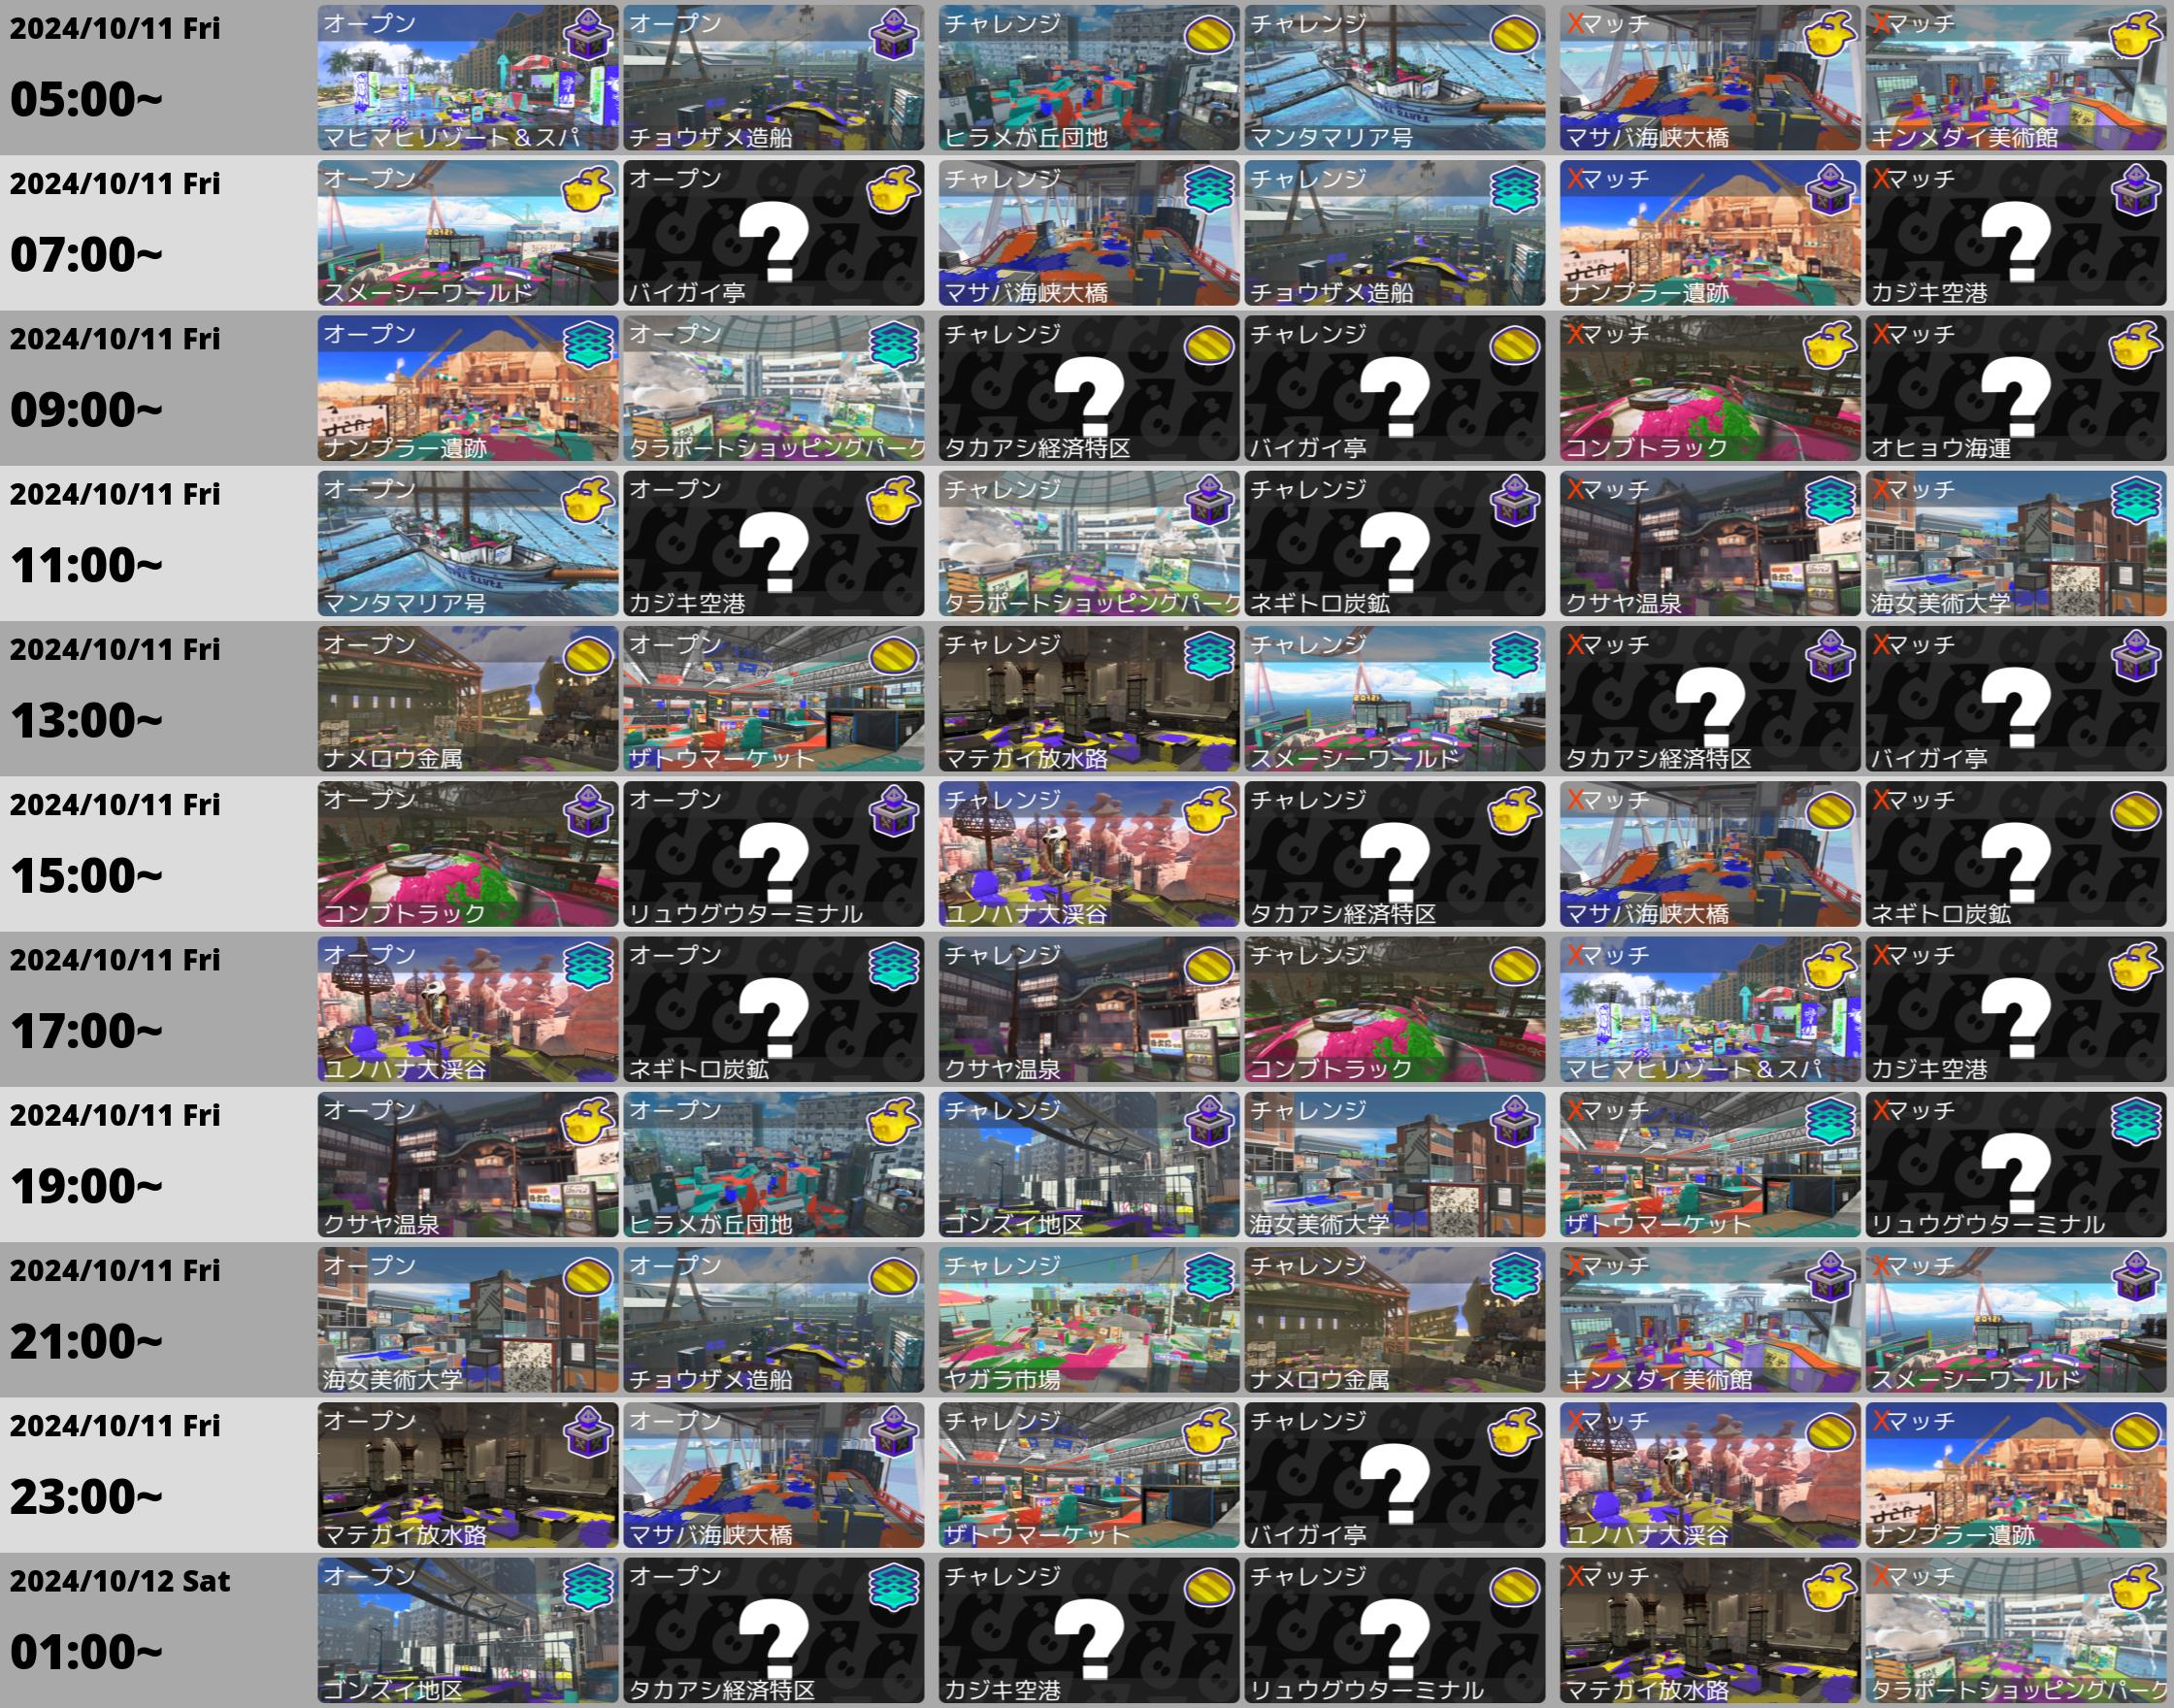 2024/10/11 Fri
05:00~
オープン
マヒマヒリゾート＆スパ
オープン
チョウザメ造船
チャレンジ
ヒラメが丘団地
チャレンジ
マンタマリア号
Xマッチ
マサバ海峡大橋
Xマッチ
キンメダイ美術館
2024/10/11 Fri
07:00~
オープン
スメーシーワールド
オープン
?
バイガイ亭
チャレンジ
マサバ海峡大橋
チャレンジ
チョウザメ造船
Xマッチ
ナンプラー遺跡
Xマッチ
?
カジキ空港
2024/10/11 Fri
09:00~
オープン
ナンプラー遺跡
オープン
タラポートショッピングパーク
チャレンジ
?
タカアシ経済特区
チャレンジ
?
バイガイ亭
Xマッチ
コンブトラック
Xマッチ
?
オヒョウ海運
2024/10/11 Fri
11:00~
オープン
マンタマリア号
オープン
?
カジキ空港
チャレンジ
タラポートショッピングパーク
チャレンジ
?
ネギトロ炭鉱
Xマッチ
クサヤ温泉
Xマッチ
海女美術大学
2024/10/11 Fri
13:00~
オープン
ナメロウ金属
オープン
ザトウマーケット
チャレンジ
マテガイ放水路
チャレンジ
スメーシーワールド
Xマッチ
?
タカアシ経済特区
Xマッチ
?
バイガイ亭
2024/10/11 Fri
15:00~
オープン
コンブトラック
オープン
?
リュウグウターミナル
チャレンジ
ユノハナ大渓谷
チャレンジ
?
タカアシ経済特区
Xマッチ
マサバ海峡大橋
Xマッチ
?
ネギトロ炭鉱
2024/10/11 Fri
17:00~
オープン
ユノハナ大渓谷
オープン
?
ネギトロ炭鉱
チャレンジ
クサヤ温泉
チャレンジ
コンブトラック
Xマッチ
マヒマヒリゾート＆スパ
Xマッチ
?
カジキ空港
2024/10/11 Fri
19:00~
オープン
クサヤ温泉
オープン
ヒラメが丘団地
チャレンジ
ゴンズイ地区
チャレンジ
海女美術大学
Xマッチ
ザトウマーケット
Xマッチ
?
リュウグウターミナル
2024/10/11 Fri
21:00~
オープン
海女美術大学
オープン
チョウザメ造船
チャレンジ
ヤガラ市場
チャレンジ
ナメロウ金属
Xマッチ
キンメダイ美術館
Xマッチ
スメーシーワールド
2024/10/11 Fri
23:00~
オープン
マテガイ放水路
オープン
マサバ海峡大橋
チャレンジ
ザトウマーケット
チャレンジ
?
バイガイ亭
Xマッチ
ユノハナ大渓谷
Xマッチ
ナンプラー遺跡
2024/10/12 Sat
01:00~
オープン
ゴンズイ地区
オープン
?
タカアシ経済特区
チャレンジ
?
カジキ空港
チャレンジ
?
リュウグウターミナル
Xマッチ
マテガイ放水路
Xマッチ
タラポートショッピングパーク